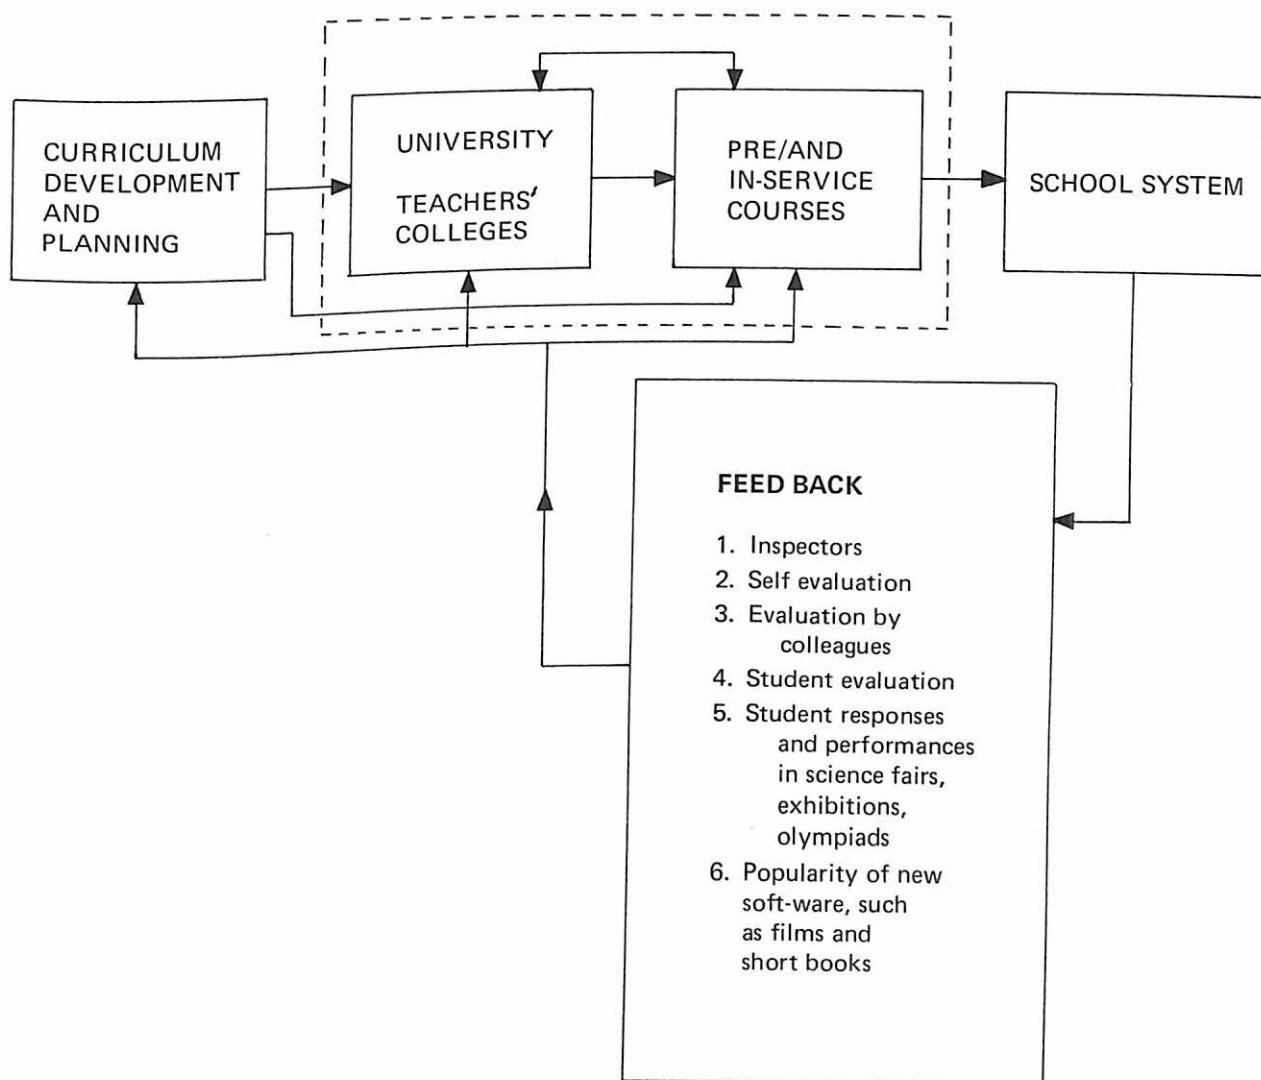 CURRICULUM
DEVELOPMENT
AND
PLANNING
UNIVERSITY
TEACHERS'
COLLEGES
PRE/AND
IN-SERVICE
COURSES
SCHOOL SYSTEM
FEED BACK
1. Inspectors
2. Self evaluation
3. Evaluation by
colleagues
4. Student evaluation
5. Student responses
and performances
in science fairs,
exhibitions,
olympiads
6. Popularity of new
soft-ware, such
as films and
short books